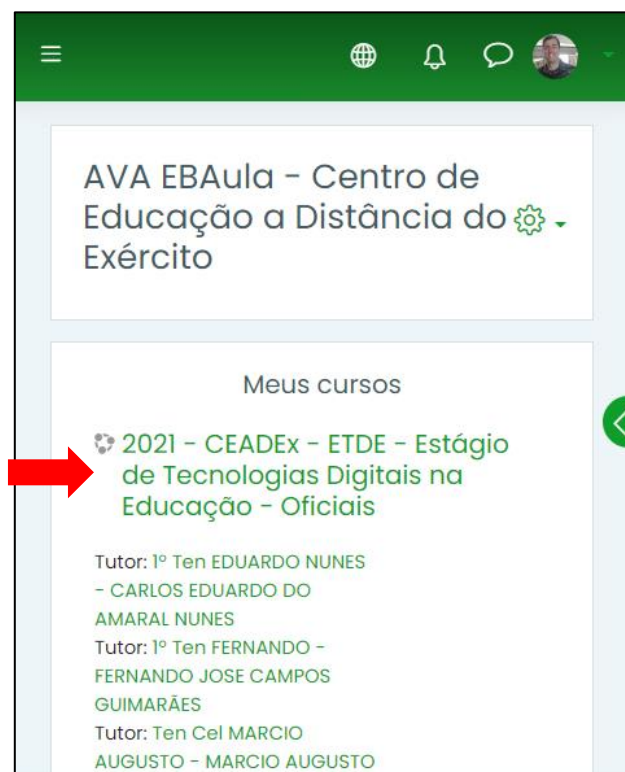 AVA EBAula - Centro de
Educação a Distância do
Exército
Meus cursos
2021 - CEADEx - ETDE - Estágio
de Tecnologias Digitais na
Educação - Oficiais
Tutor: 1º Ten EDUARDO NUNES
- CARLOS EDUARDO DO
AMARAL NUNES
Tutor: 1º Ten FERNANDO -
FERNANDO JOSE CAMPOS
GUIMARÃES
Tutor: Ten Cel MARCIO
AUGUSTO - MARCIO AUGUSTO